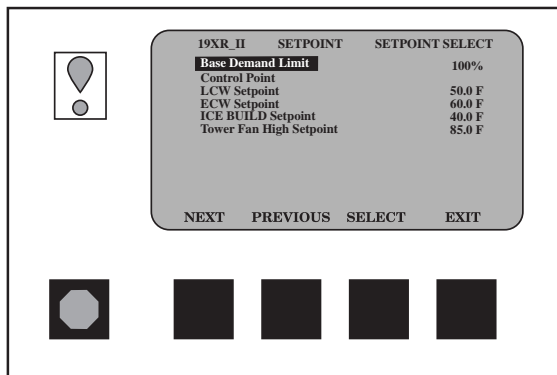 19XR_II SETPOINT SETPOINT SELECT
Base Demand Limit 100%
Control Point
LCW Setpoint 50.0 F
ECW Setpoint 60.0 F
ICE BUILD Setpoint 40.0 F
Tower Fan High Setpoint 85.0 F
NEXT PREVIOUS SELECT EXIT